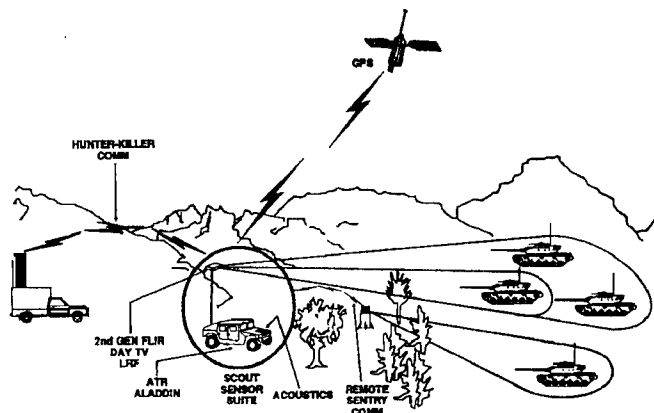 GPS
HUNTER-KILLER
COMM
2nd GEN FLIR
DAY TV
LRF
ATR
ALADDIN
SCOUT
SENSOR
SUITE
ACOUSTICS
REMOTE
SENTRY
COMM